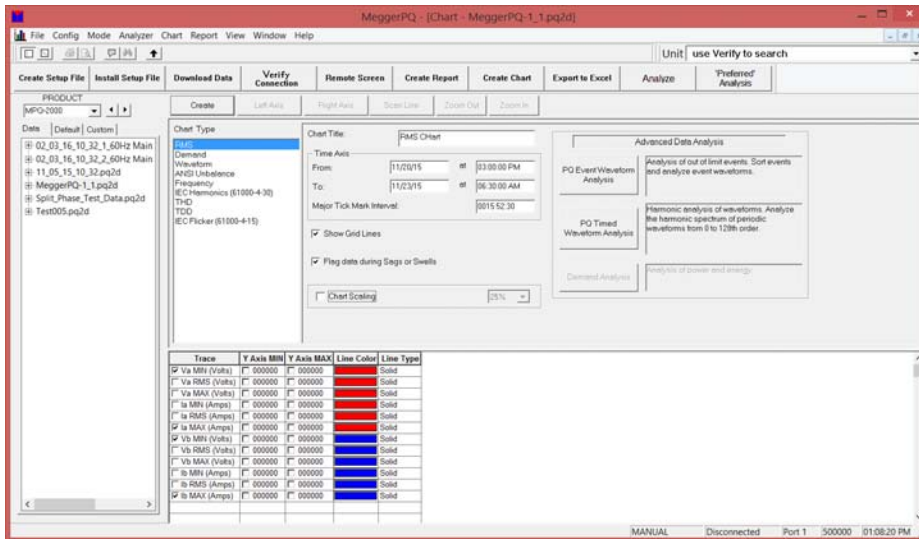 MeggerPQ - [Chart - MeggerPQ-1_1.pq2d]
File Config Mode Analyzer Chart Report View Window Help
Unit use Verify to search
Create Setup File Install Setup File Download Data Verify Connection Remote Screen Create Report Create Chart Export to Excel Analyze 'Preferred' Analysis
PRODUCT
MPQ-2000
Create Left Axis Right Axis Scan Line Zoom Out Zoom In
Data Default Custom
02_03_16_10_32_1_60Hz Main
02_03_16_10_32_2_60Hz Main
11_05_15_10_32.pq2d
MeggerPQ-1_1.pq2d
Split_Phase_Test_Data.pq2d
Test005.pq2d
Chart Type
RMS
Demand
Waveform
ANSI Unbalance
Frequency
IEC Harmonics (61000-4-30)
THD
TDD
IEC Flicker (61000-4-15)
Chart Title: RMS CHart
Time Axis
From: 11/20/15 at 03:00:00 PM
To: 11/23/15 at 06:30:00 AM
Major Tick Mark Interval: 0015:52:30
Show Grid Lines
Flag data during Sags or Swells
Chart Scaling 25%
Advanced Data Analysis
PQ Event Waveform Analysis
Analysis of out of limit events. Sort events and analyze event waveforms.
PQ Timed Waveform Analysis
Harmonic analysis of waveforms. Analyze the harmonic spectrum of periodic waveforms from 0 to 128th order.
Demand Analysis
Analysis of power and energy.
Trace Y Axis MIN Y Axis MAX Line Color Line Type
Va MIN (Volts) 000000 000000 Solid
Va RMS (Volts) 000000 000000 Solid
Va MAX (Volts) 000000 000000 Solid
Ia MIN (Amps) 000000 000000 Solid
Ia RMS (Amps) 000000 000000 Solid
Ia MAX (Amps) 000000 000000 Solid
Vb MIN (Volts) 000000 000000 Solid
Vb RMS (Volts) 000000 000000 Solid
Vb MAX (Volts) 000000 000000 Solid
Ib MIN (Amps) 000000 000000 Solid
Ib RMS (Amps) 000000 000000 Solid
Ib MAX (Amps) 000000 000000 Solid
MANUAL Disconnected Port 1 500000 01:08:20 PM